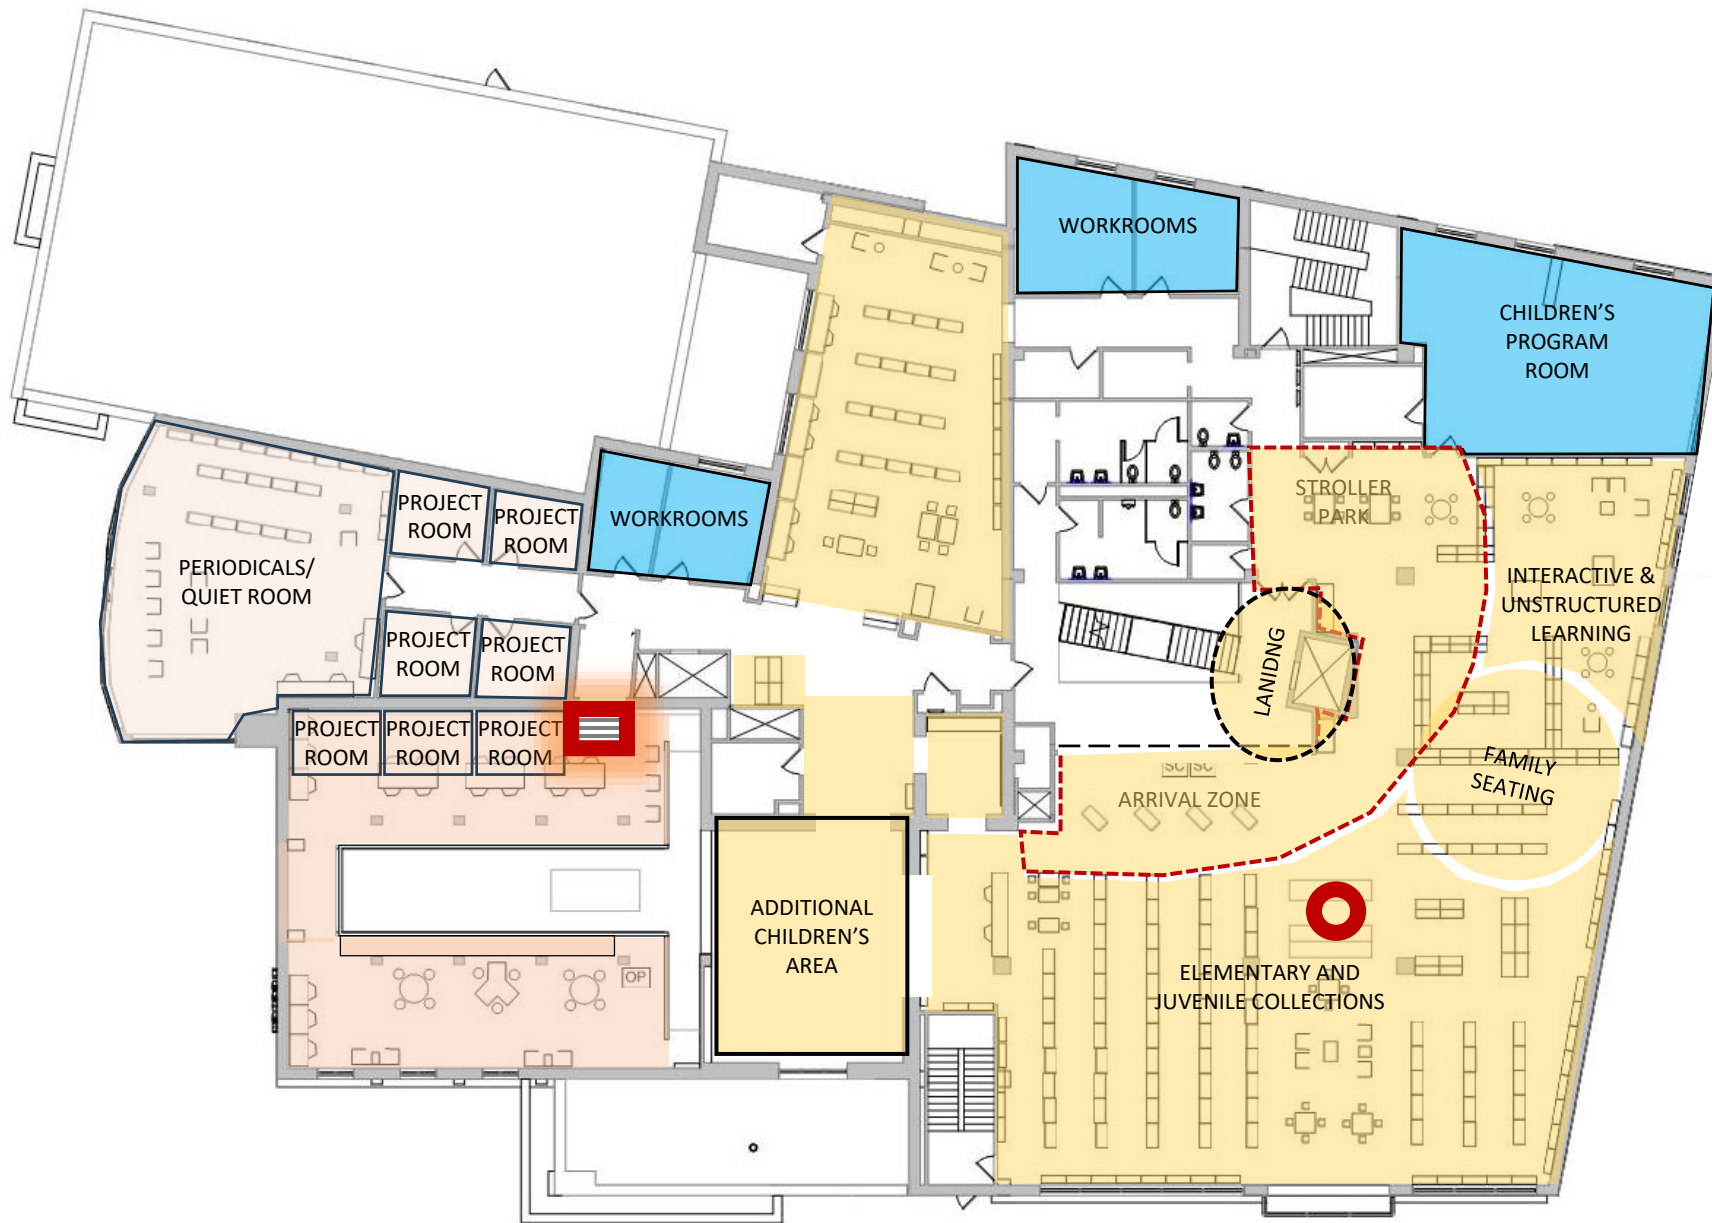 WORKROOMS
CHILDREN'S
PROGRAM
ROOM
STROLLER
PARK
PROJECT
ROOM
PROJECT
ROOM
WORKROOMS
PERIODICALS/
QUIET ROOM
INTERACTIVE &
UNSTRUCTURED
LEARNING
PROJECT
ROOM
PROJECT
ROOM
LANIDNG
PROJECT
ROOM
PROJECT
ROOM
PROJECT
ROOM
FAMILY
SEATING
SC SC
ARRIVAL ZONE
ADDITIONAL
CHILDREN'S
AREA
ELEMENTARY AND
JUVENILE COLLECTIONS
OP